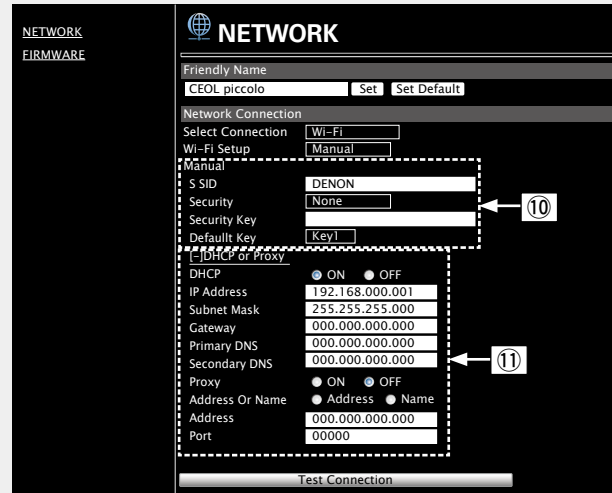 NETWORK
FIRMWARE
NETWORK
Friendly Name
CEOL piccolo Set Set Default
Network Connection
Select Connection Wi-Fi
Wi-Fi Setup Manual
Manual
S SID DENON
Security None
Security Key
Defaullt Key Key1
[-]DHCP or Proxy
DHCP ON OFF
IP Address 192.168.000.001
Subnet Mask 255.255.255.000
Gateway 000.000.000.000
Primary DNS 000.000.000.000
Secondary DNS 000.000.000.000
Proxy ON OFF
Address Or Name Address Name
Address 000.000.000.000
Port 00000
Test Connection
⑩
⑪